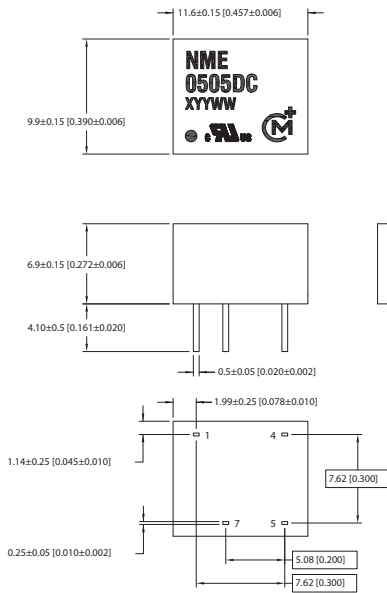 11.6±0.15 [0.457±0.006]
NME
0505DC
XYYWW
c RU us
CM+
9.9±0.15 [0.390±0.006]
6.9±0.15 [0.272±0.006]
4.10±0.5 [0.161±0.020]
0.5±0.05 [0.020±0.002]
1.99±0.25 [0.078±0.010]
1 4
1.14±0.25 [0.045±0.010]
7.62 [0.300]
7 5
0.25±0.05 [0.010±0.002]
5.08 [0.200]
7.62 [0.300]